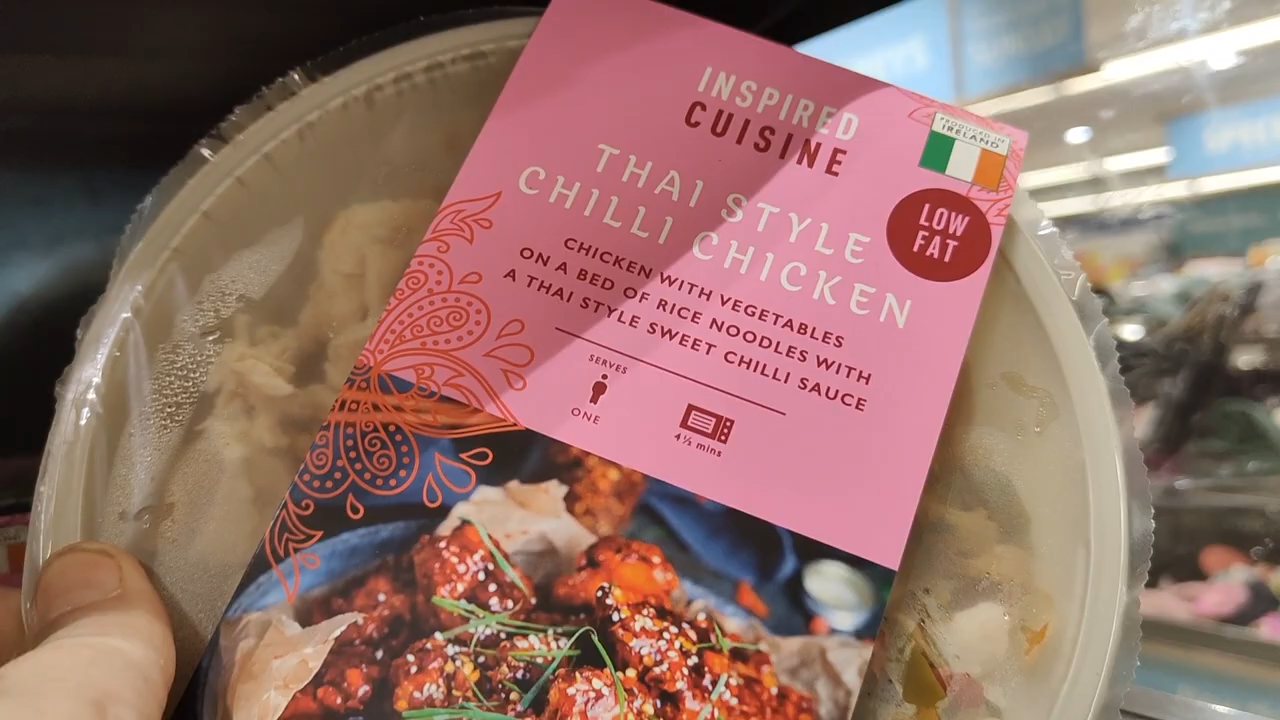 INSPIRED
CUISINE
PRODUCED IN
IRELAND
THAI STYLE
CHILLI CHICKEN
LOW
FAT
CHICKEN WITH VEGETABLES
ON A BED OF RICE NOODLES WITH
A THAI STYLE SWEET CHILLI SAUCE
SERVES
ONE
4½ mins